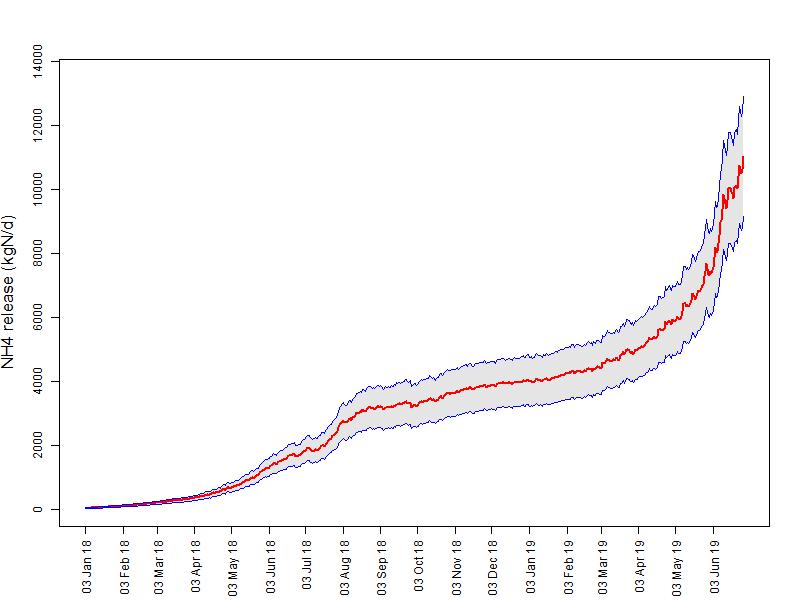 14000
12000
10000
8000
6000
4000
2000
0
NH4 release (kgN/d)
03 Jan 18
03 Feb 18
03 Mar 18
03 Apr 18
03 May 18
03 Jun 18
03 Jul 18
03 Aug 18
03 Sep 18
03 Oct 18
03 Nov 18
03 Dec 18
03 Jan 19
03 Feb 19
03 Mar 19
03 Apr 19
03 May 19
03 Jun 19